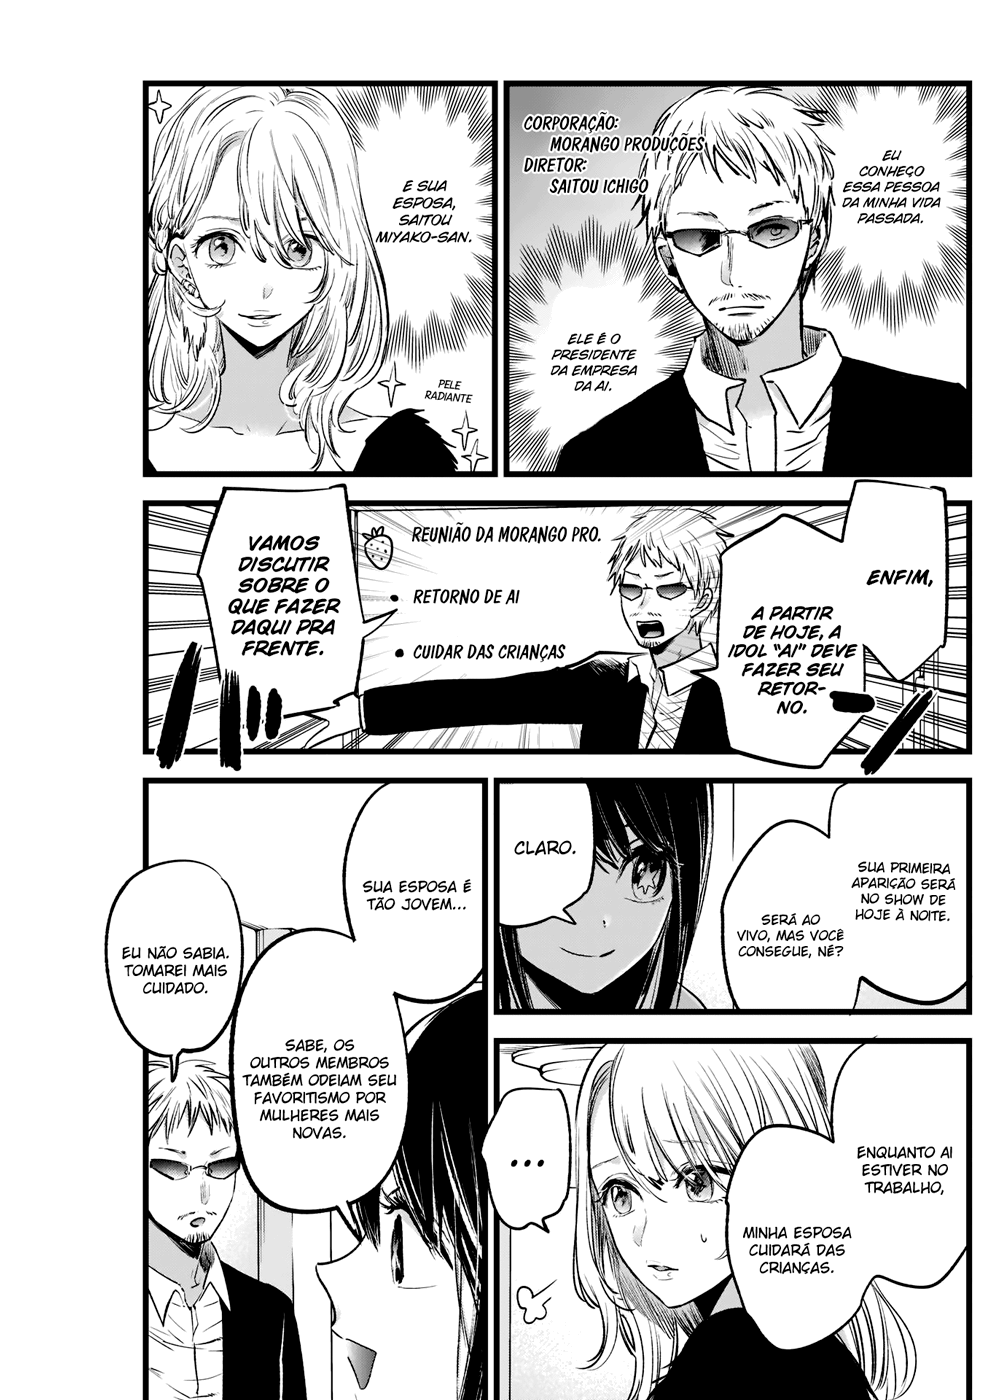 EU
CONHEÇO
ESSA PESSOA
DA MINHA VIDA
PASSADA.
CORPORAÇÃO:
MORANGO PRODUÇÕES
DIRETOR:
SAITOU ICHIGO
ELE É O
PRESIDENTE
DA EMPRESA
DA AI.
E SUA
ESPOSA,
SAITOU
MIYAKO-SAN.
PELE
RADIANTE
ENFIM,
A PARTIR
DE HOJE, A
IDOL “AI” DEVE
FAZER SEU
RETOR-
NO.
REUNIÃO DA MORANGO PRO.
• RETORNO DE AI
• CUIDAR DAS CRIANÇAS
VAMOS
DISCUTIR
SOBRE O
QUE FAZER
DAQUI PRA
FRENTE.
SUA PRIMEIRA
APARIÇÃO SERÁ
NO SHOW DE
HOJE À NOITE.
SERÁ AO
VIVO, MAS VOCÊ
CONSEGUE, NÉ?
CLARO.
ENQUANTO AI
ESTIVER NO
TRABALHO,
MINHA ESPOSA
CUIDARÁ DAS
CRIANÇAS.
...
SUA ESPOSA É
TÃO JOVEM...
SABE, OS
OUTROS MEMBROS
TAMBÉM ODEIAM SEU
FAVORITISMO POR
MULHERES MAIS
NOVAS.
EU NÃO SABIA.
TOMAREI MAIS
CUIDADO.